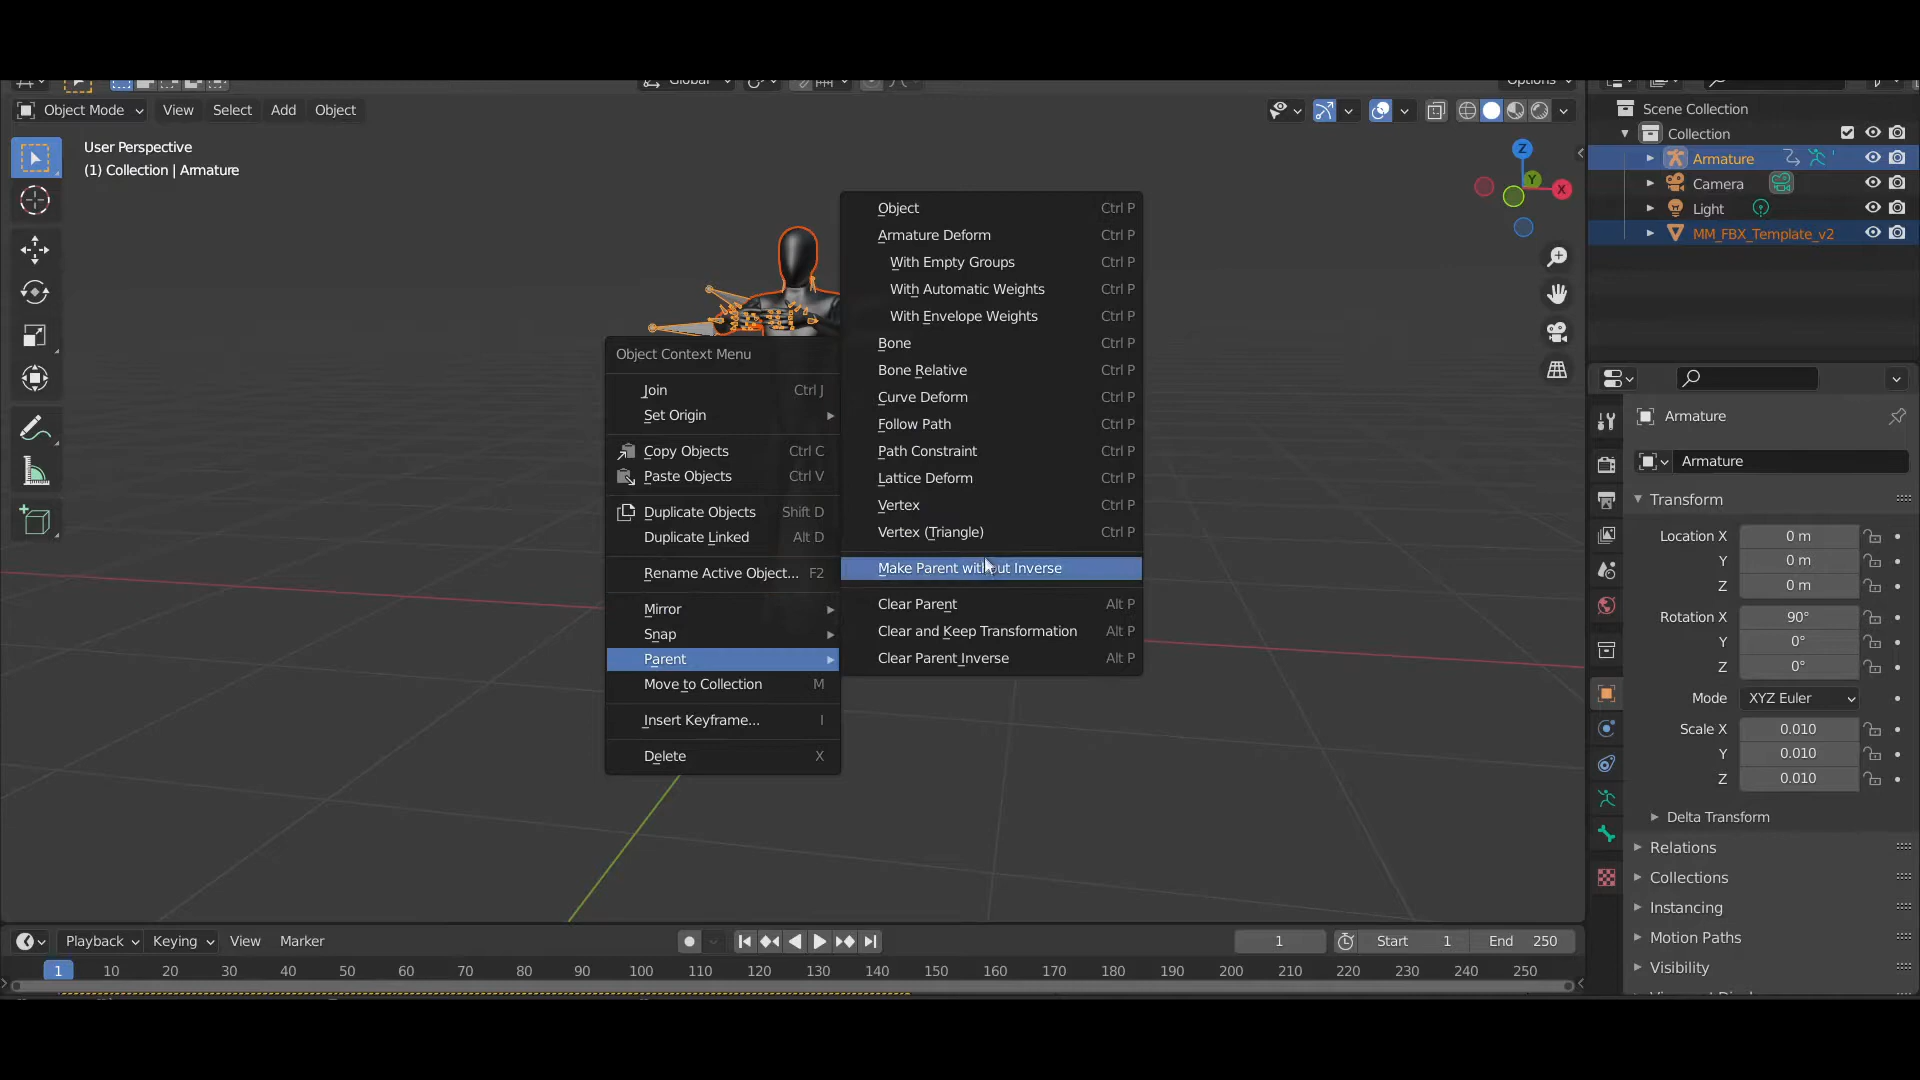 Global
Options
Object Mode
View
Select
Add
Object
User Perspective
(1) Collection | Armature
Z
Y
X
Object Context Menu
Join Ctrl J
Set Origin
Copy Objects Ctrl C
Paste Objects Ctrl V
Duplicate Objects Shift D
Duplicate Linked Alt D
Rename Active Object... F2
Mirror
Snap
Parent
Move to Collection M
Insert Keyframe... I
Delete X
Object Ctrl P
Armature Deform Ctrl P
With Empty Groups Ctrl P
With Automatic Weights Ctrl P
With Envelope Weights Ctrl P
Bone Ctrl P
Bone Relative Ctrl P
Curve Deform Ctrl P
Follow Path Ctrl P
Path Constraint Ctrl P
Lattice Deform Ctrl P
Vertex Ctrl P
Vertex (Triangle) Ctrl P
Make Parent without Inverse
Clear Parent Alt P
Clear and Keep Transformation Alt P
Clear Parent Inverse Alt P
Scene Collection
Collection
Armature
Camera
Light
MM_FBX_Template_v2
Armature
Armature
Transform
Location X 0 m
Y 0 m
Z 0 m
Rotation X 90°
Y 0°
Z 0°
Mode XYZ Euler
Scale X 0.010
Y 0.010
Z 0.010
Delta Transform
Relations
Collections
Instancing
Motion Paths
Visibility
Playback
Keying
View
Marker
1
Start 1
End 250
1 10 20 30 40 50 60 70 80 90 100 110 120 130 140 150 160 170 180 190 200 210 220 230 240 250